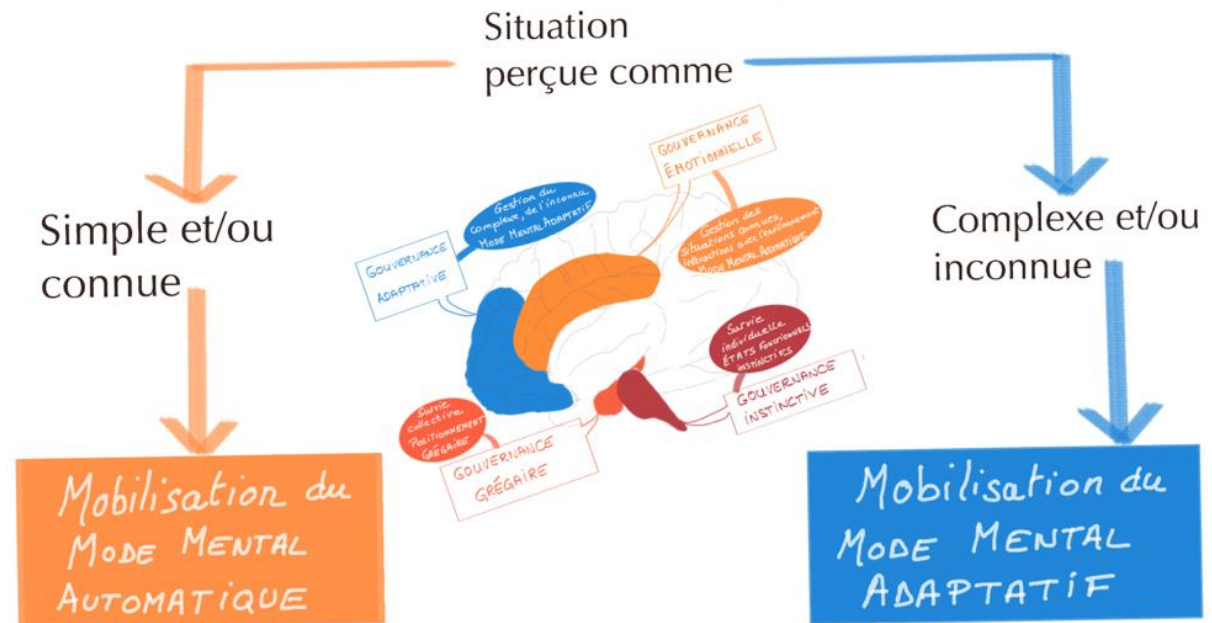 Situation
perçue comme
Simple et/ou
connue
Complexe et/ou
inconnue
GOUVERNANCE
ÉMOTIONNELLE
Gestion du
complexe, de l'inconnu
MODE MENTAL ADAPTATIF
Gestion des
situations connues,
interactions avec l'environnement
MODE MENTAL AUTOMATIQUE
GOUVERNANCE
ADAPTATIVE
Survie
individuelle
ÉTATS FONCTIONNELS
INSTINCTIFS
GOUVERNANCE
INSTINCTIVE
Survie
collective
POSITIONNEMENT
GRÉGAIRE
GOUVERNANCE
GRÉGAIRE
Mobilisation du
MODE MENTAL
AUTOMATIQUE
Mobilisation du
MODE MENTAL
ADAPTATIF